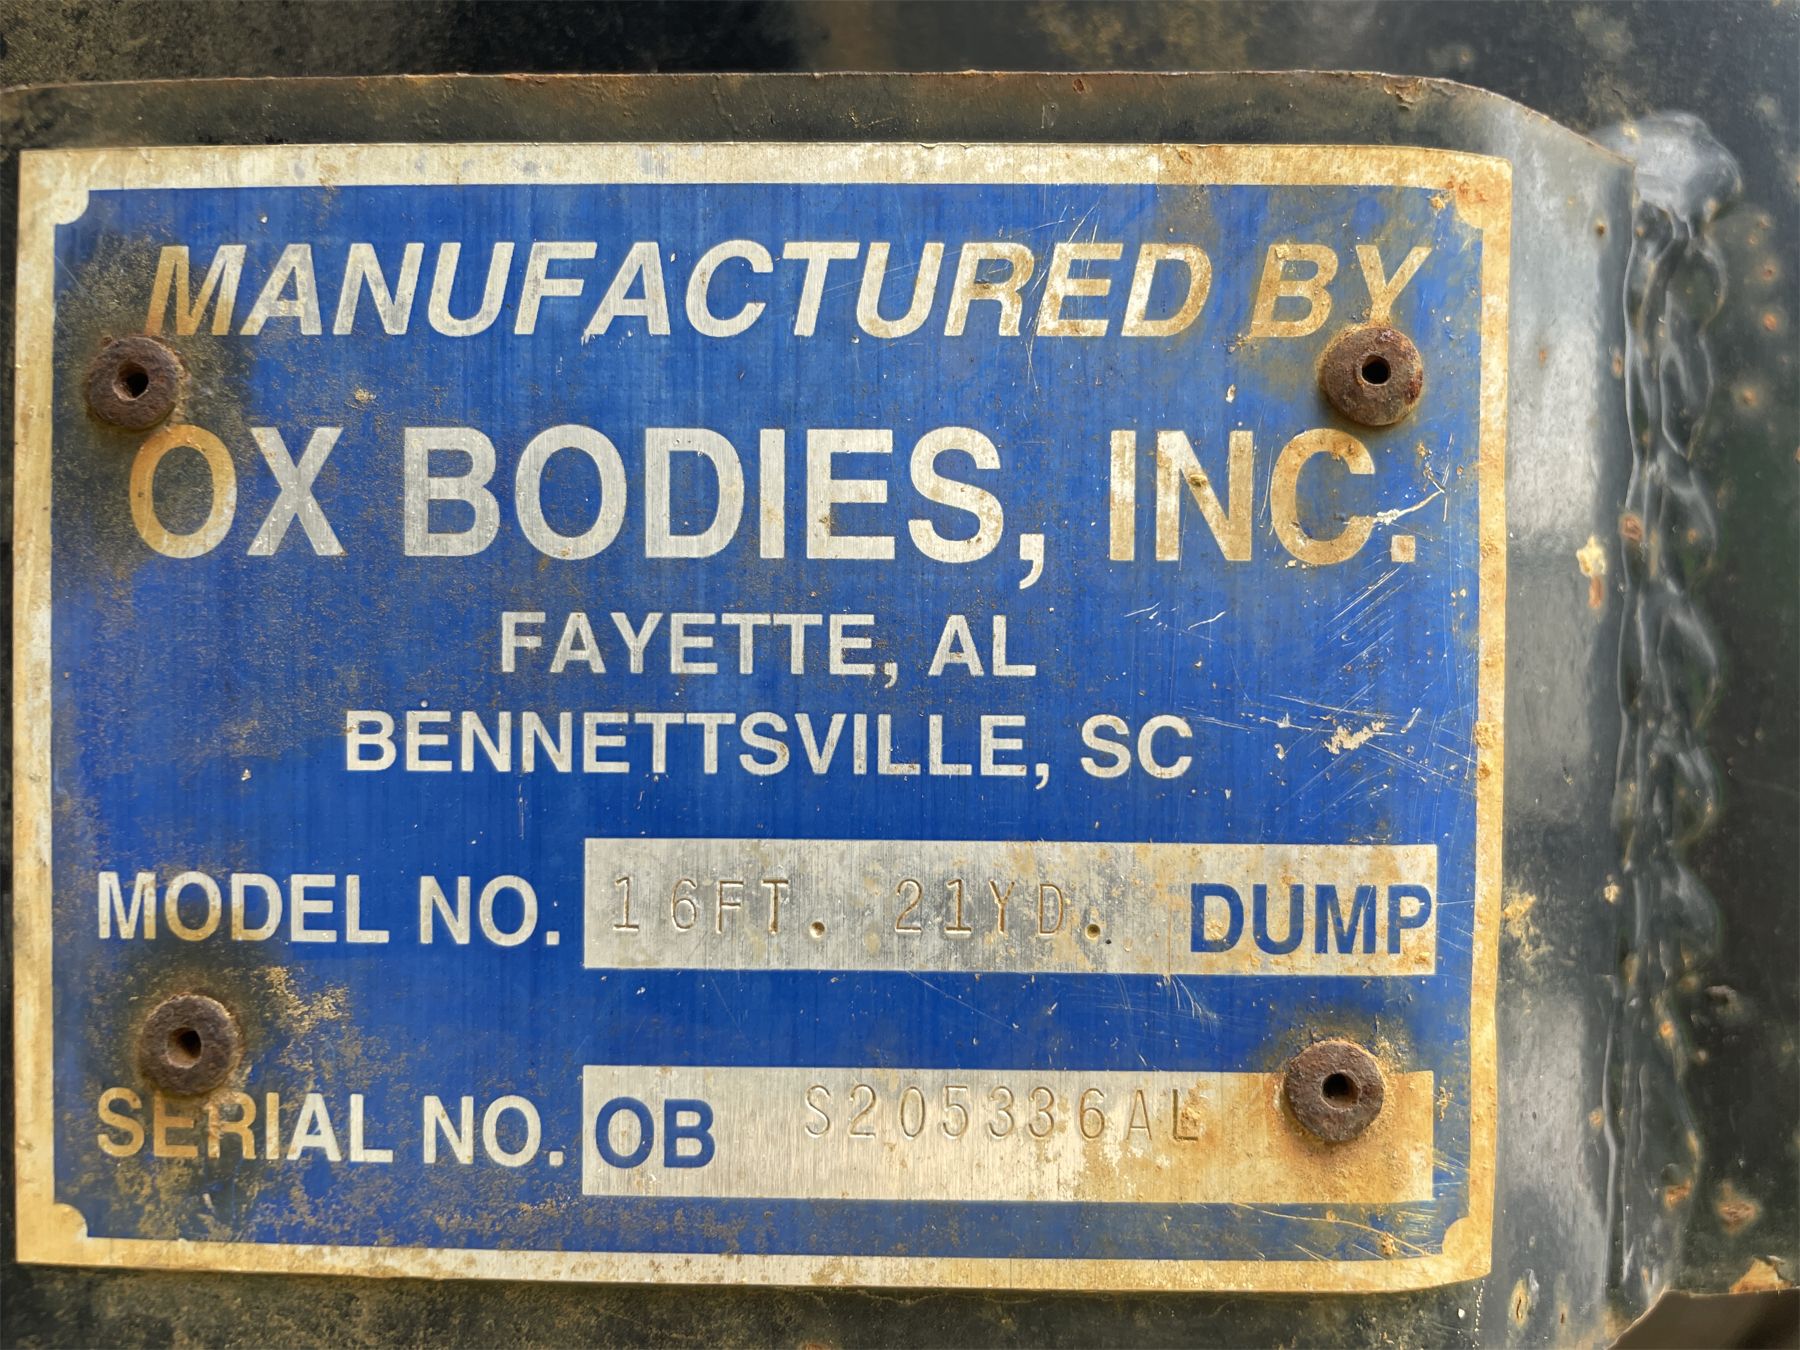 MANUFACTURED BY
OX BODIES, INC.
FAYETTE, AL
BENNETTSVILLE, SC
MODEL NO. 16FT. 21YD. DUMP
SERIAL NO. OB S205336AL